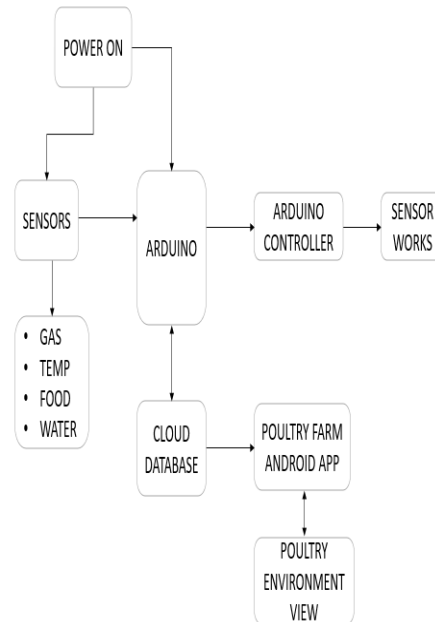 POWER ON
SENSORS
ARDUINO
ARDUINO
CONTROLLER
SENSOR
WORKS
• GAS
• TEMP
• FOOD
• WATER
CLOUD
DATABASE
POULTRY FARM
ANDROID APP
POULTRY
ENVIRONMENT
VIEW